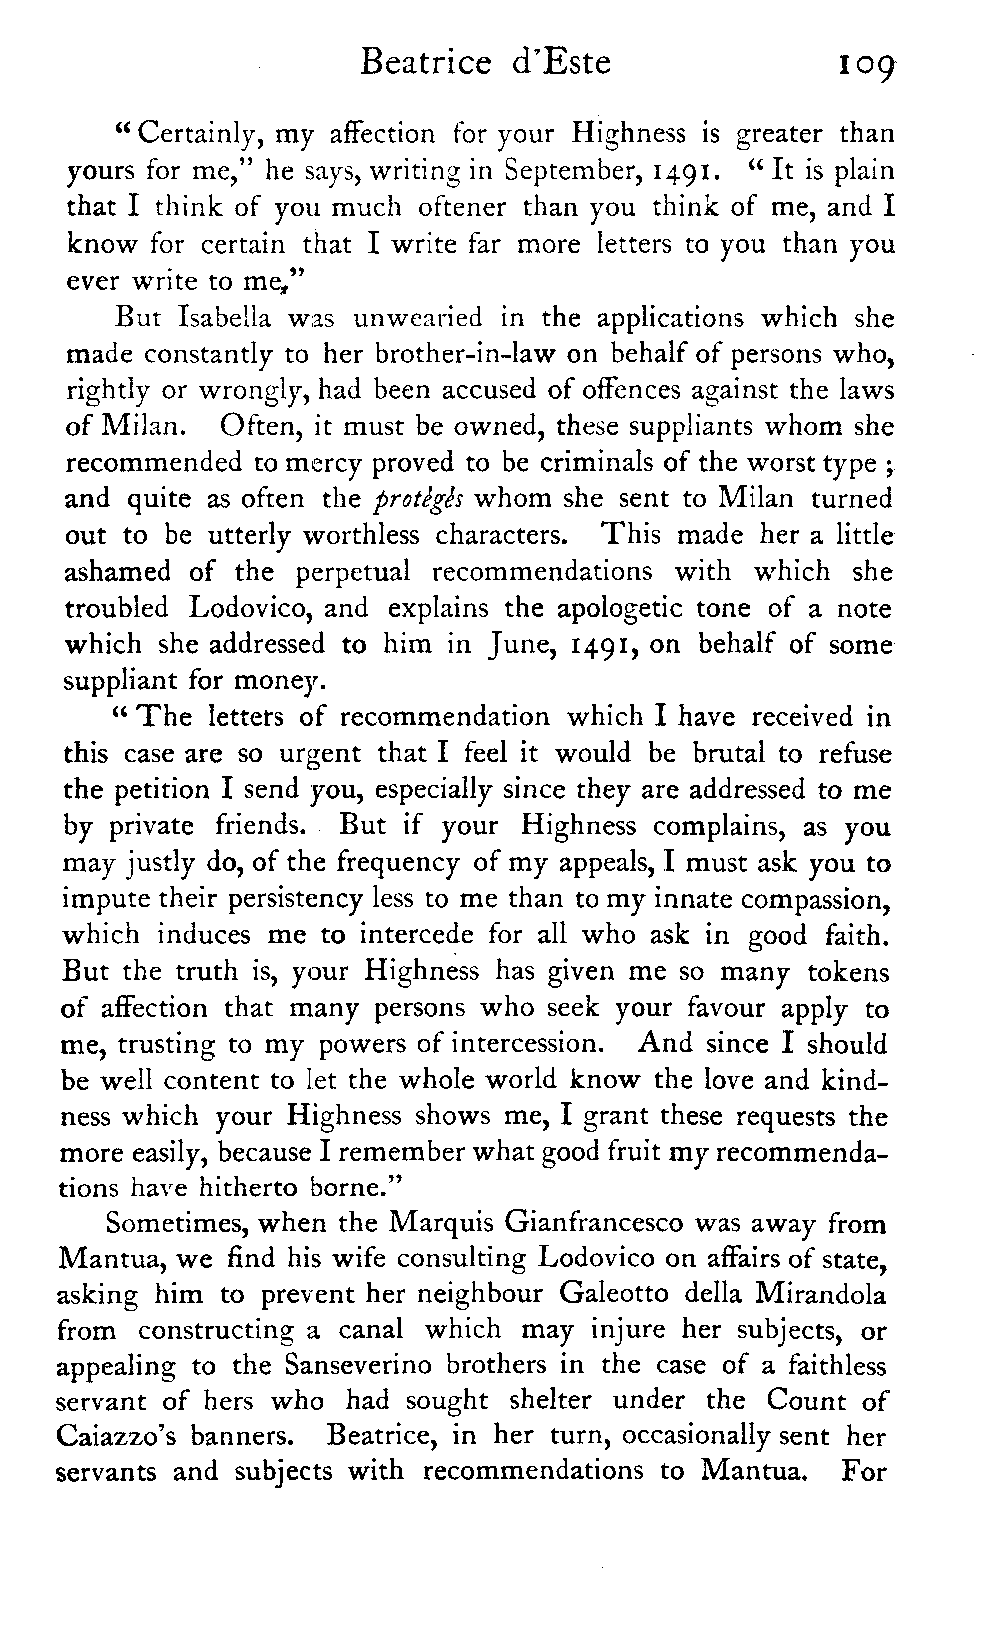 Beatrice d'Este 109
“Certainly, my affection for your Highness is greater than
yours for me,” he says, writing in September, 1491. “It is plain
that I think of you much oftener than you think of me, and I
know for certain that I write far more letters to you than you
ever write to me,”
But Isabella was unwearied in the applications which she
made constantly to her brother-in-law on behalf of persons who,
rightly or wrongly, had been accused of offences against the laws
of Milan. Often, it must be owned, these suppliants whom she
recommended to mercy proved to be criminals of the worst type ;
and quite as often the protégés whom she sent to Milan turned
out to be utterly worthless characters. This made her a little
ashamed of the perpetual recommendations with which she
troubled Lodovico, and explains the apologetic tone of a note
which she addressed to him in June, 1491, on behalf of some
suppliant for money.
“The letters of recommendation which I have received in
this case are so urgent that I feel it would be brutal to refuse
the petition I send you, especially since they are addressed to me
by private friends. But if your Highness complains, as you
may justly do, of the frequency of my appeals, I must ask you to
impute their persistency less to me than to my innate compassion,
which induces me to intercede for all who ask in good faith.
But the truth is, your Highness has given me so many tokens
of affection that many persons who seek your favour apply to
me, trusting to my powers of intercession. And since I should
be well content to let the whole world know the love and kind-
ness which your Highness shows me, I grant these requests the
more easily, because I remember what good fruit my recommenda-
tions have hitherto borne.”
Sometimes, when the Marquis Gianfrancesco was away from
Mantua, we find his wife consulting Lodovico on affairs of state,
asking him to prevent her neighbour Galeotto della Mirandola
from constructing a canal which may injure her subjects, or
appealing to the Sanseverino brothers in the case of a faithless
servant of hers who had sought shelter under the Count of
Caiazzo's banners. Beatrice, in her turn, occasionally sent her
servants and subjects with recommendations to Mantua. For